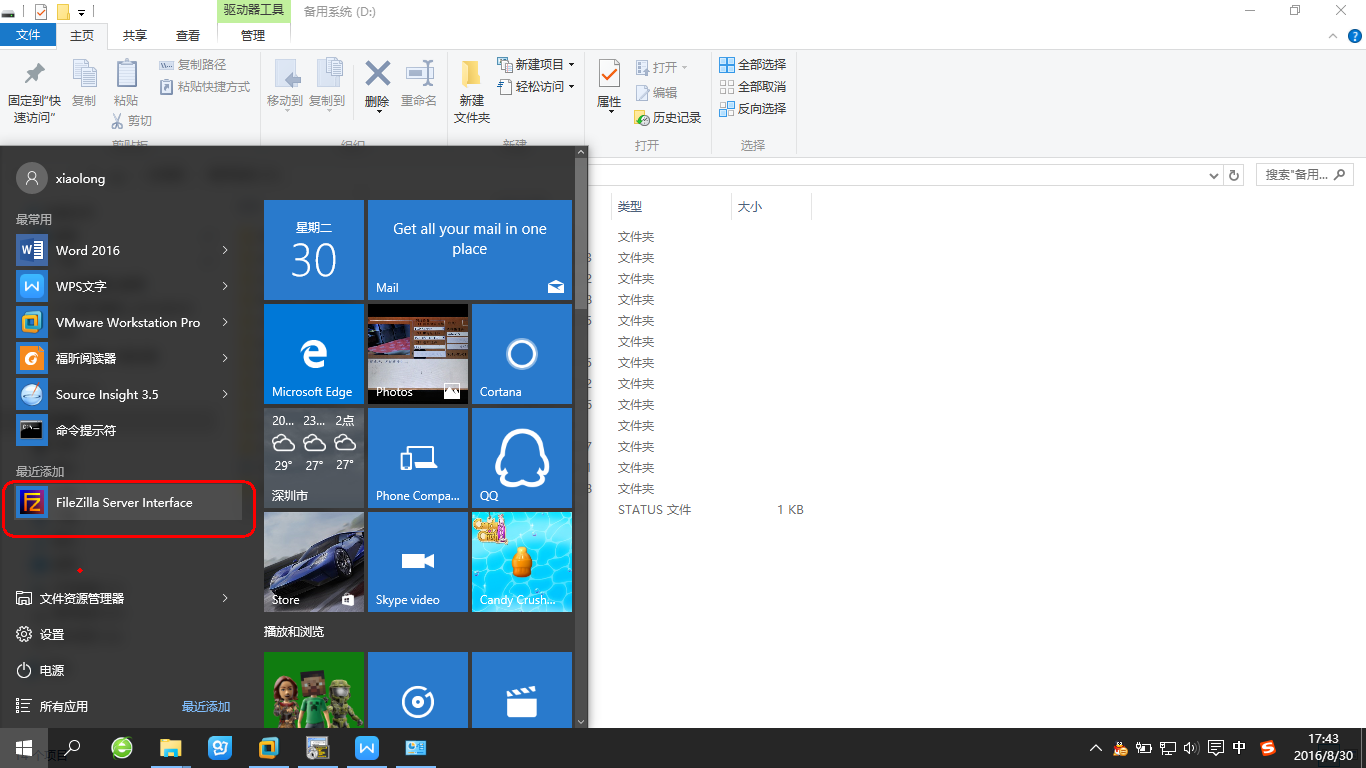 驱动器工具
备用系统 (D:)
文件
主页
共享
查看
管理
固定到"快
速访问"
复制
粘贴
复制路径
粘贴快捷方式
剪切
移动到
复制到
删除
重命名
新建
文件夹
新建项目
轻松访问
属性
打开
编辑
历史记录
全部选择
全部取消
反向选择
剪贴板
组织
新建
打开
选择
搜索"备用...
类型
大小
文件夹
文件夹
文件夹
文件夹
文件夹
文件夹
文件夹
文件夹
文件夹
文件夹
文件夹
文件夹
文件夹
STATUS 文件
1 KB
xiaolong
最常用
Word 2016
WPS文字
VMware Workstation Pro
福昕阅读器
Source Insight 3.5
命令提示符
最近添加
FileZilla Server Interface
文件资源管理器
设置
电源
所有应用
最近添加
星期二
30
Get all your mail in one
place
Mail
Microsoft Edge
Photos
Cortana
20...
23...
2点
29°
27°
27°
深圳市
Phone Compa...
QQ
Store
Skype video
Candy Crush...
播放和浏览
个项目
中
17:43
2016/8/30